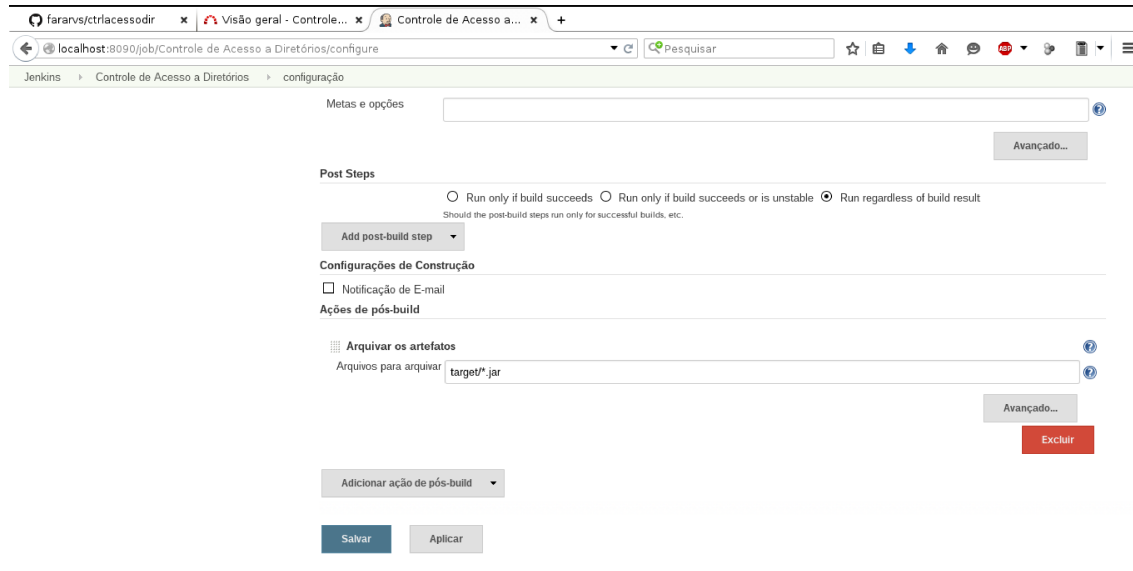 fararvs/ctrlacessodir × Visão geral - Controle... × Controle de Acesso a... × +
localhost:8090/job/Controle de Acesso a Diretórios/configure Pesquisar ABP
Jenkins Controle de Acesso a Diretórios configuração
Metas e opções
Avançado...
Post Steps
Run only if build succeeds Run only if build succeeds or is unstable Run regardless of build result
Should the post-build steps run only for successful builds, etc.
Add post-build step
Configurações de Construção
Notificação de E-mail
Ações de pós-build
Arquivar os artefatos
Arquivos para arquivar target/*.jar
Avançado...
Excluir
Adicionar ação de pós-build
Salvar Aplicar